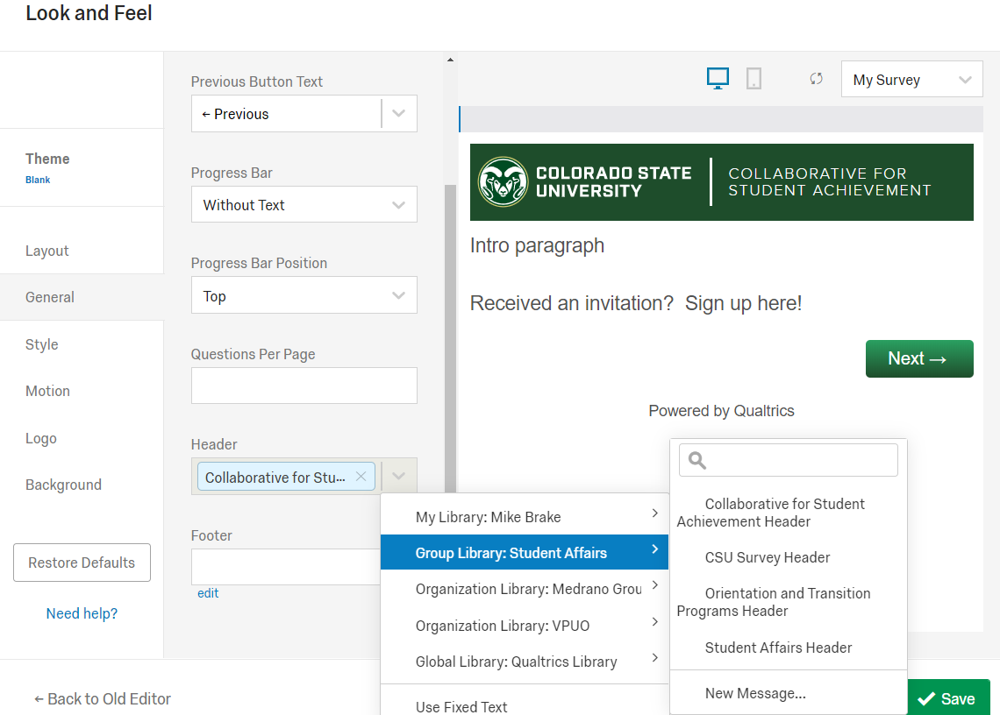 Look and Feel
Theme
Blank
Layout
General
Style
Motion
Logo
Background
Restore Defaults
Need help?
Previous Button Text
← Previous
Progress Bar
Without Text
Progress Bar Position
Top
Questions Per Page
Header
Collaborative for Stu...
Footer
edit
My Library: Mike Brake
Group Library: Student Affairs
Organization Library: Medrano Grou
Organization Library: VPUO
Global Library: Qualtrics Library
Use Fixed Text
My Survey
COLORADO STATE
UNIVERSITY
COLLABORATIVE FOR
STUDENT ACHIEVEMENT
Intro paragraph
Received an invitation?  Sign up here!
Next →
Powered by Qualtrics
Collaborative for Student
Achievement Header
CSU Survey Header
Orientation and Transition
Programs Header
Student Affairs Header
New Message...
← Back to Old Editor
Save